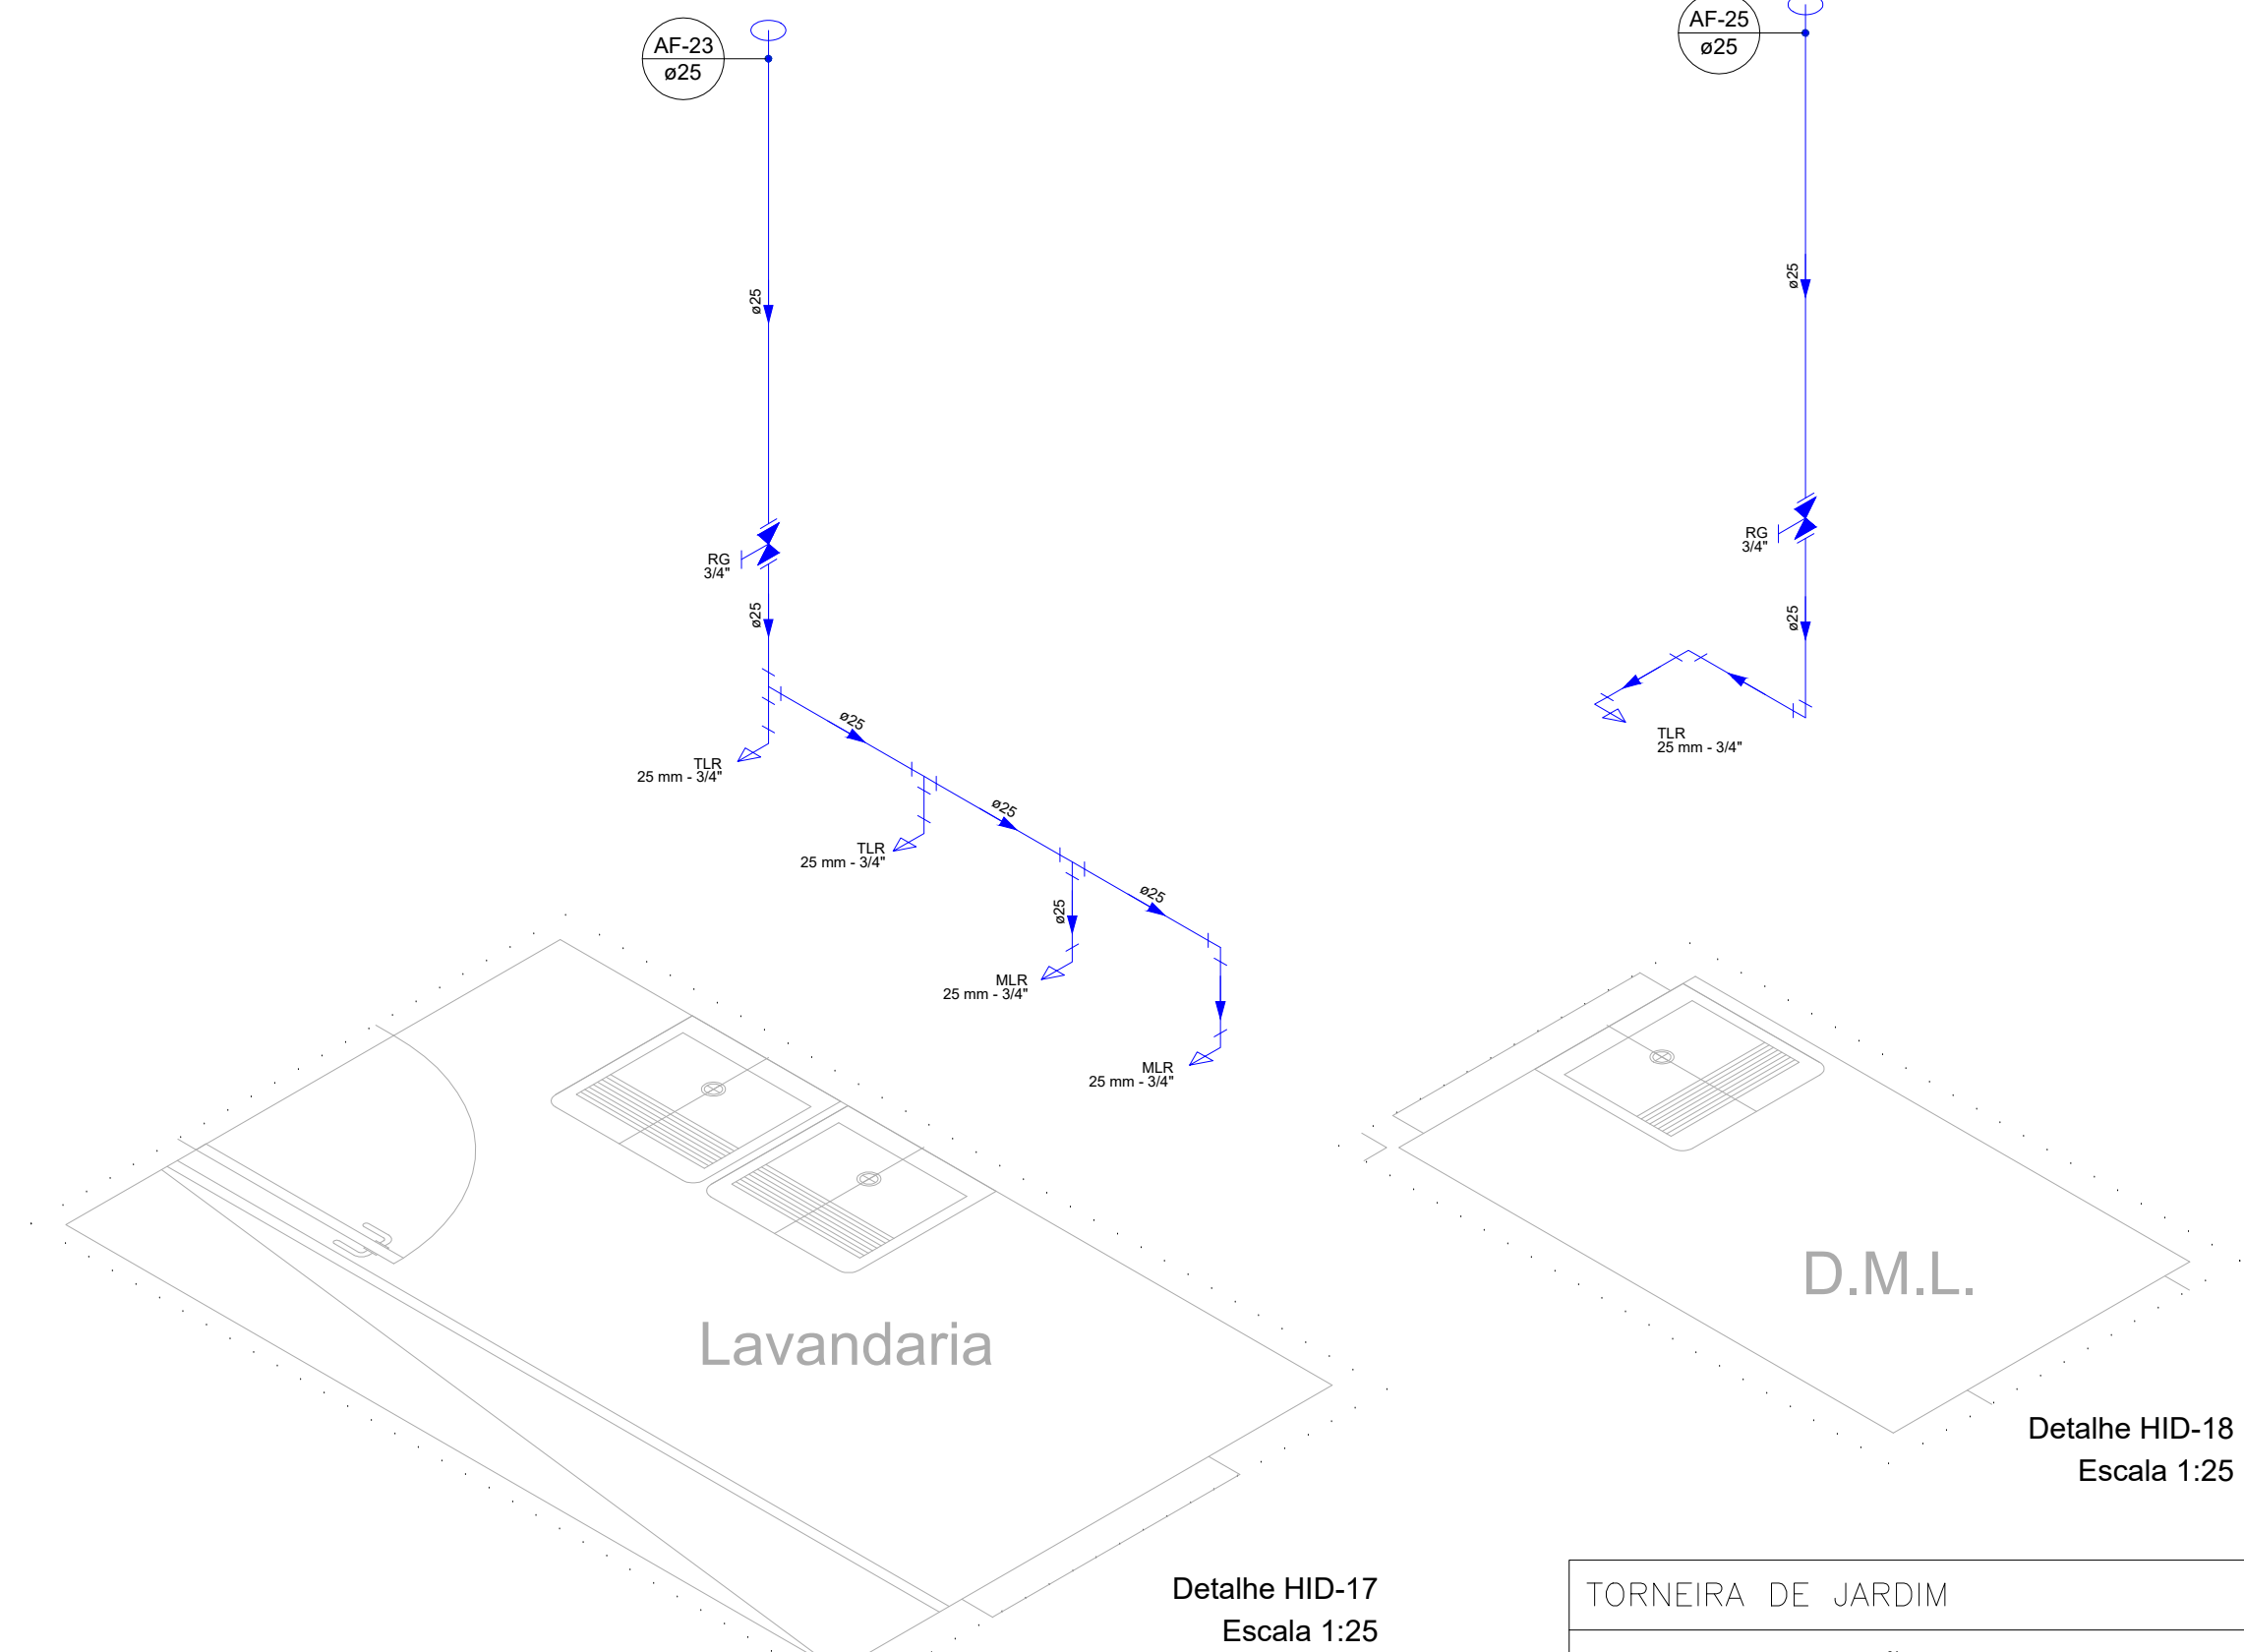 AF-23
ø25
ø25
RG
3/4"
ø25
TLR
25 mm - 3/4"
ø25
TLR
25 mm - 3/4"
ø25
ø25
MLR
25 mm - 3/4"
ø25
MLR
25 mm - 3/4"
Lavandaria
Detalhe HID-17
Escala 1:25
AF-25
ø25
ø25
RG
3/4"
ø25
TLR
25 mm - 3/4"
D.M.L.
Detalhe HID-18
Escala 1:25
TORNEIRA DE JARDIM